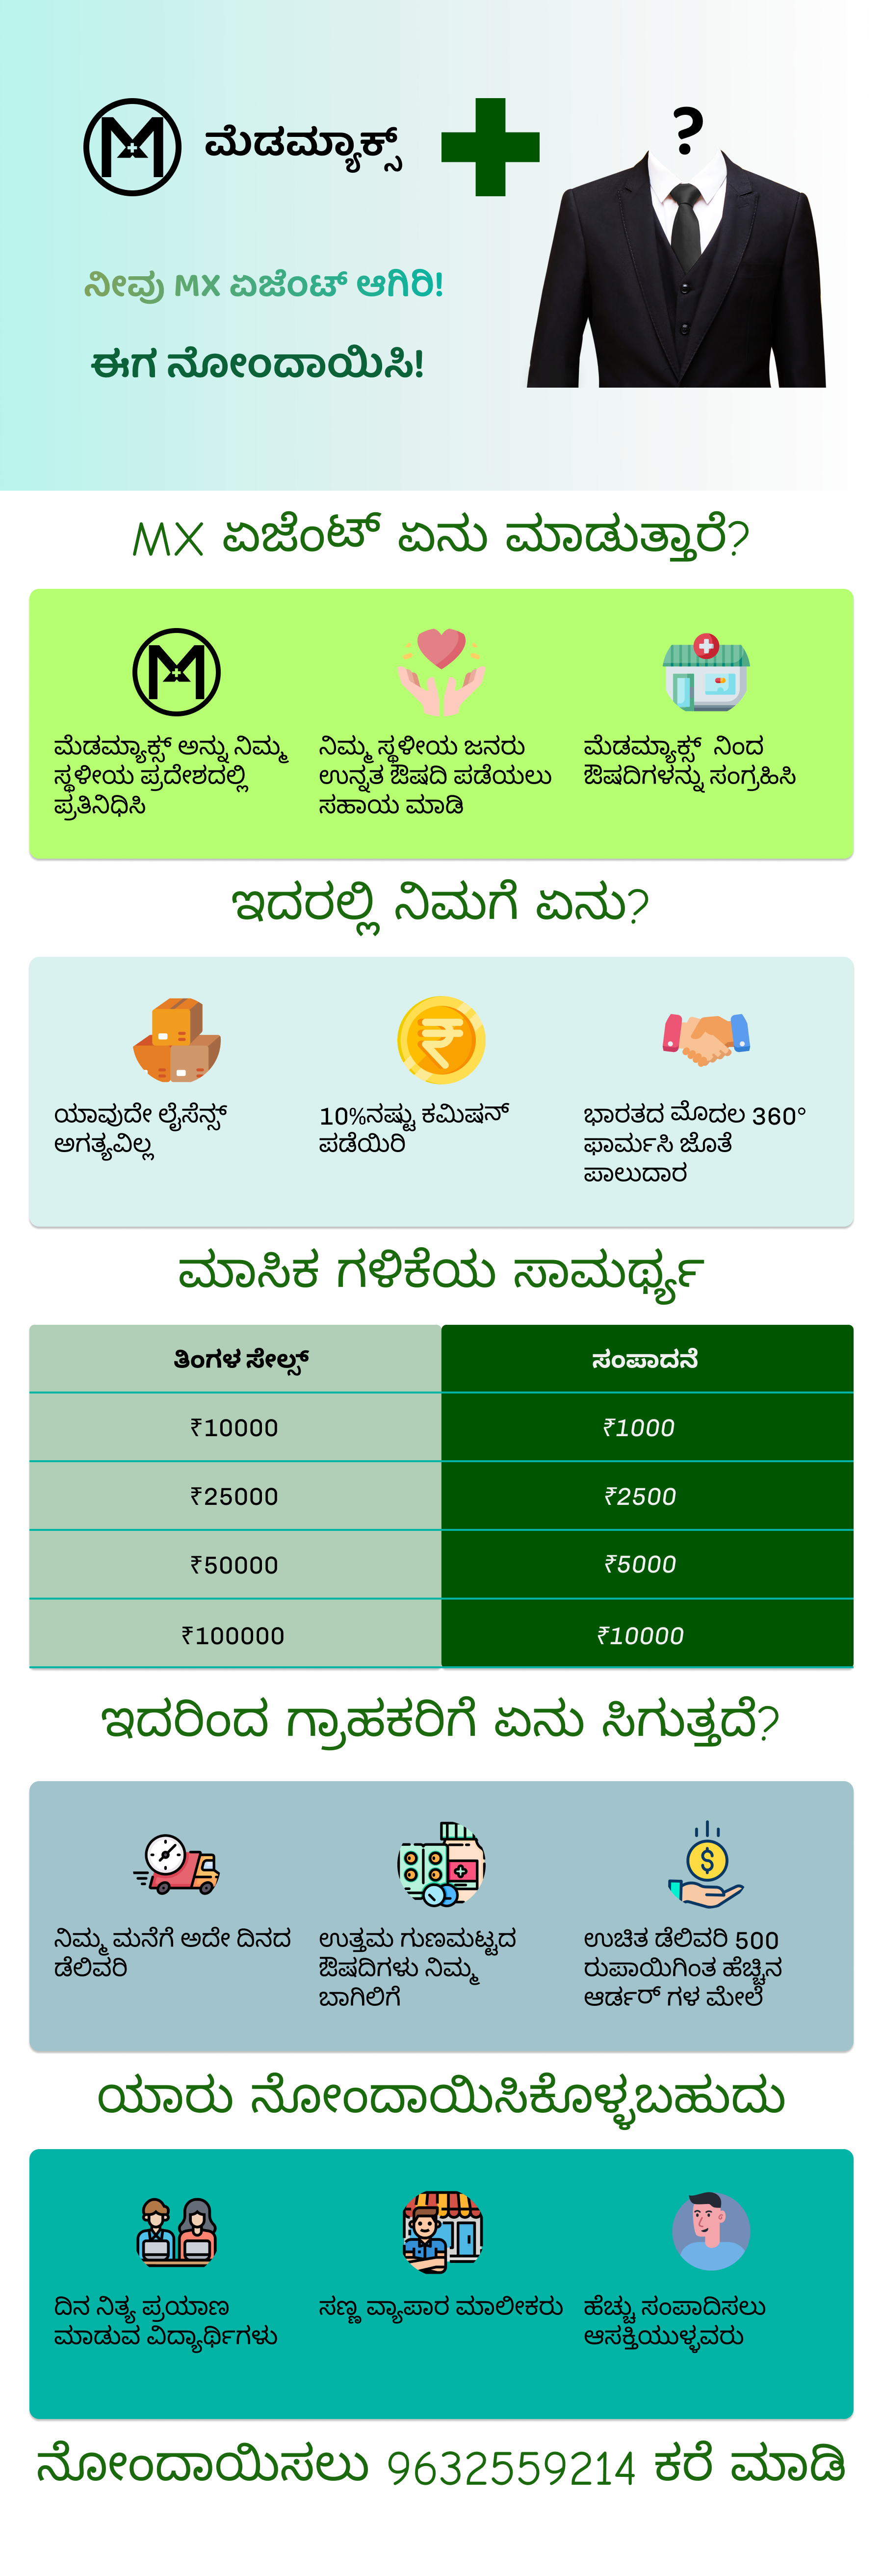 ಮೆಡಮ್ಯಾಕ್ಸ್
?
ನೀವು MX ಏಜೆಂಟ್ ಆಗಿರಿ!
ಈಗ ನೋಂದಾಯಿಸಿ!
MX ಏಜೆಂಟ್ ಏನು ಮಾಡುತ್ತಾರೆ?
ಮೆಡಮ್ಯಾಕ್ಸ್ ಅನ್ನು ನಿಮ್ಮ
ಸ್ಥಳೀಯ ಪ್ರದೇಶದಲ್ಲಿ
ಪ್ರತಿನಿಧಿಸಿ
ನಿಮ್ಮ ಸ್ಥಳೀಯ ಜನರು
ಉನ್ನತ ಔಷದಿ ಪಡೆಯಲು
ಸಹಾಯ ಮಾಡಿ
ಮೆಡಮ್ಯಾಕ್ಸ್ ನಿಂದ
ಔಷದಿಗಳನ್ನು ಸಂಗ್ರಹಿಸಿ
ಇದರಲ್ಲಿ ನಿಮಗೆ ಏನು?
ಯಾವುದೇ ಲೈಸೆನ್ಸ್
ಅಗತ್ಯವಿಲ್ಲ
10%ನಷ್ಟು ಕಮಿಷನ್
ಪಡೆಯಿರಿ
ಭಾರತದ ಮೊದಲ 360°
ಫಾರ್ಮಸಿ ಜೊತೆ
ಪಾಲುದಾರ
ಮಾಸಿಕ ಗಳಿಕೆಯ ಸಾಮರ್ಥ್ಯ
ತಿಂಗಳ ಸೇಲ್ಸ್ ಸಂಪಾದನೆ
₹10000 ₹1000
₹25000 ₹2500
₹50000 ₹5000
₹100000 ₹10000
ಇದರಿಂದ ಗ್ರಾಹಕರಿಗೆ ಏನು ಸಿಗುತ್ತದೆ?
ನಿಮ್ಮ ಮನೆಗೆ ಅದೇ ದಿನದ
ಡೆಲಿವರಿ
ಉತ್ತಮ ಗುಣಮಟ್ಟದ
ಔಷದಿಗಳು ನಿಮ್ಮ
ಬಾಗಿಲಿಗೆ
ಉಚಿತ ಡೆಲಿವರಿ 500
ರುಪಾಯಿಗಿಂತ ಹೆಚ್ಚಿನ
ಆರ್ಡರ್ ಗಳ ಮೇಲೆ
ಯಾರು ನೋಂದಾಯಿಸಿಕೊಳ್ಳಬಹುದು
ದಿನ ನಿತ್ಯ ಪ್ರಯಾಣ
ಮಾಡುವ ವಿದ್ಯಾರ್ಥಿಗಳು
ಸಣ್ಣ ವ್ಯಾಪಾರ ಮಾಲೀಕರು
ಹೆಚ್ಚು ಸಂಪಾದಿಸಲು
ಆಸಕ್ತಿಯುಳ್ಳವರು
ನೋಂದಾಯಿಸಲು 9632559214 ಕರೆ ಮಾಡಿ